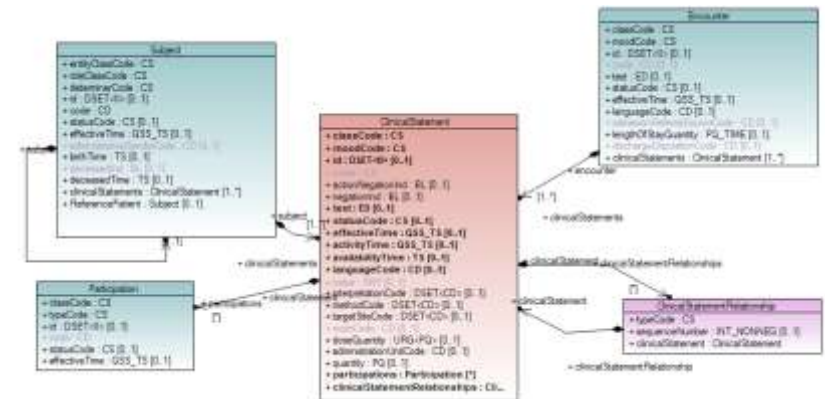 Subject
+ entityClassCode : CS
+ roleClassCode : CS
+ determinerCode : CS
+ id : DSET<II> [0..1]
+ code : CD
+ statusCode : CS [0..1]
+ effectiveTime : QSS_TS [0..1]
+ birthTime : TS [0..1]
+ deceasedTime : TS [0..1]
+ clinicalStatements : ClinicalStatement [1..*]
+ ReferencePatient : Subject [0..1]
Participation
+ classCode : CS
+ typeCode : CS
+ id : DSET<II> [0..1]
+ statusCode : CS [0..1]
+ effectiveTime : QSS_TS [0..1]
ClinicalStatement
+ classCode : CS
+ moodCode : CS
+ id : DSET<II> [0..1]
+ actionNegationInd : BL [0..1]
+ negationInd : BL [0..1]
+ text : ED [0..1]
+ statusCode : CS [0..1]
+ effectiveTime : QSS_TS [0..1]
+ activityTime : QSS_TS [0..1]
+ availabilityTime : TS [0..1]
+ languageCode : CD [0..1]
+ interpretationCode : DSET<CD> [0..1]
+ methodCode : DSET<CD> [0..1]
+ targetSiteCode : DSET<CD> [0..1]
+ doseQuantity : URG<PQ> [0..1]
+ administrationUnitCode : CD [0..1]
+ quantity : PQ [0..1]
+ participations : Participation [*]
+ clinicalStatementRelationships : Cli...
Encounter
+ classCode : CS
+ moodCode : CS
+ id : DSET<II> [0..1]
+ text : ED [0..1]
+ statusCode : CS [0..1]
+ effectiveTime : QSS_TS [0..1]
+ languageCode : CD [0..1]
+ lengthOfStayQuantity : PQ_TIME [0..1]
+ clinicalStatements : ClinicalStatement [1..*]
ClinicalStatementRelationship
+ typeCode : CS
+ sequenceNumber : INT_NONNEG [0..1]
+ clinicalStatement : ClinicalStatement
+ subject
+ clinicalStatements
+ participations
[*]
+ encounter
[1..*]
+ clinicalStatements
+ clinicalStatement
+ clinicalStatementRelationships
[*]
+ clinicalStatement
+ clinicalStatementRelationship